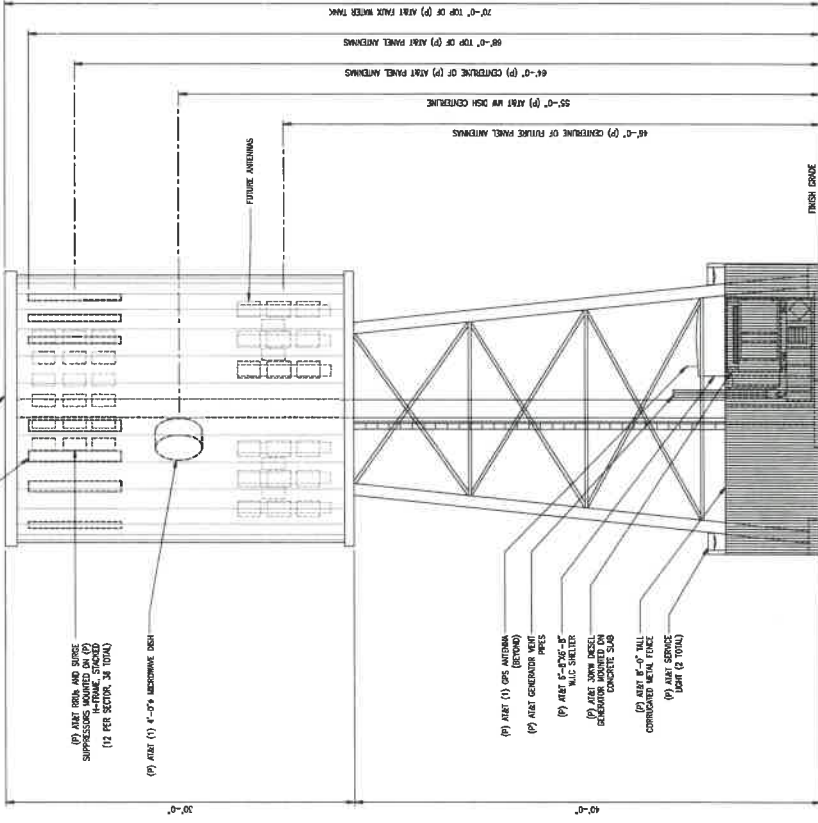 70'-0" TOP OF (P) AT&T FAUX WATER TANK
68'-0" TOP OF (P) AT&T PANEL ANTENNAS
64'-0" CENTERLINE OF (P) AT&T PANEL ANTENNAS
55'-0" (P) AT&T MW DISH CENTERLINE
46'-0" (P) CENTERLINE OF FUTURE PANEL ANTENNAS
FUTURE ANTENNAS
FINISH GRADE
(P) AT&T RRUs AND SURGE
SUPPRESSORS MOUNTED ON (P)
H-FRAME, STACKED
(12 PER SECTOR, 36 TOTAL)
(P) AT&T (1) 4'-0"ø MICROWAVE DISH
(P) AT&T (1) GPS ANTENNA
(BEYOND)
(P) AT&T GENERATOR VENT
PIPES
(P) AT&T 6'-8"X6'-8"
W.I.C SHELTER
(P) AT&T 30KW DIESEL
GENERATOR MOUNTED ON
CONCRETE SLAB
(P) AT&T 8'-0" TALL
CORRUGATED METAL FENCE
(P) AT&T SERVICE
LIGHT (2 TOTAL)
30'-0"
40'-0"